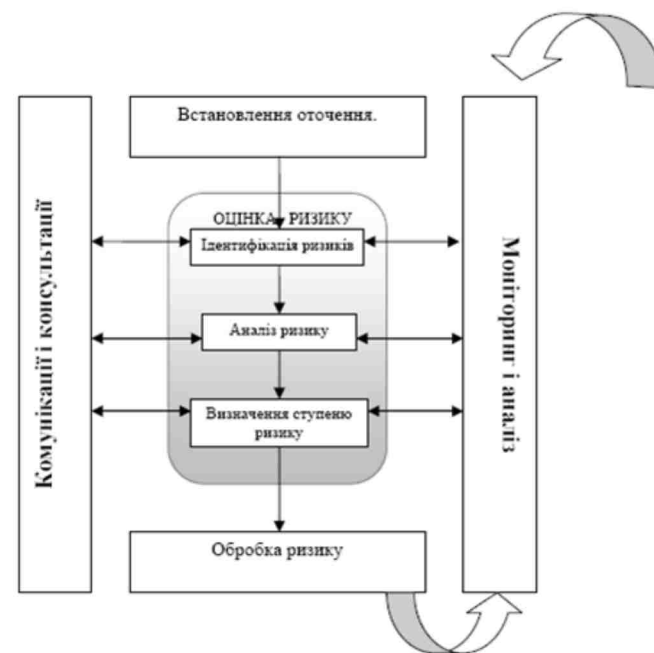 Встановлення оточення.
Комунікації і консультації
ОЦІНКА РИЗИКУ
Ідентифікація ризиків
Аналіз ризику
Визначення ступеню
ризику
Моніторинг і аналіз
Обробка ризику